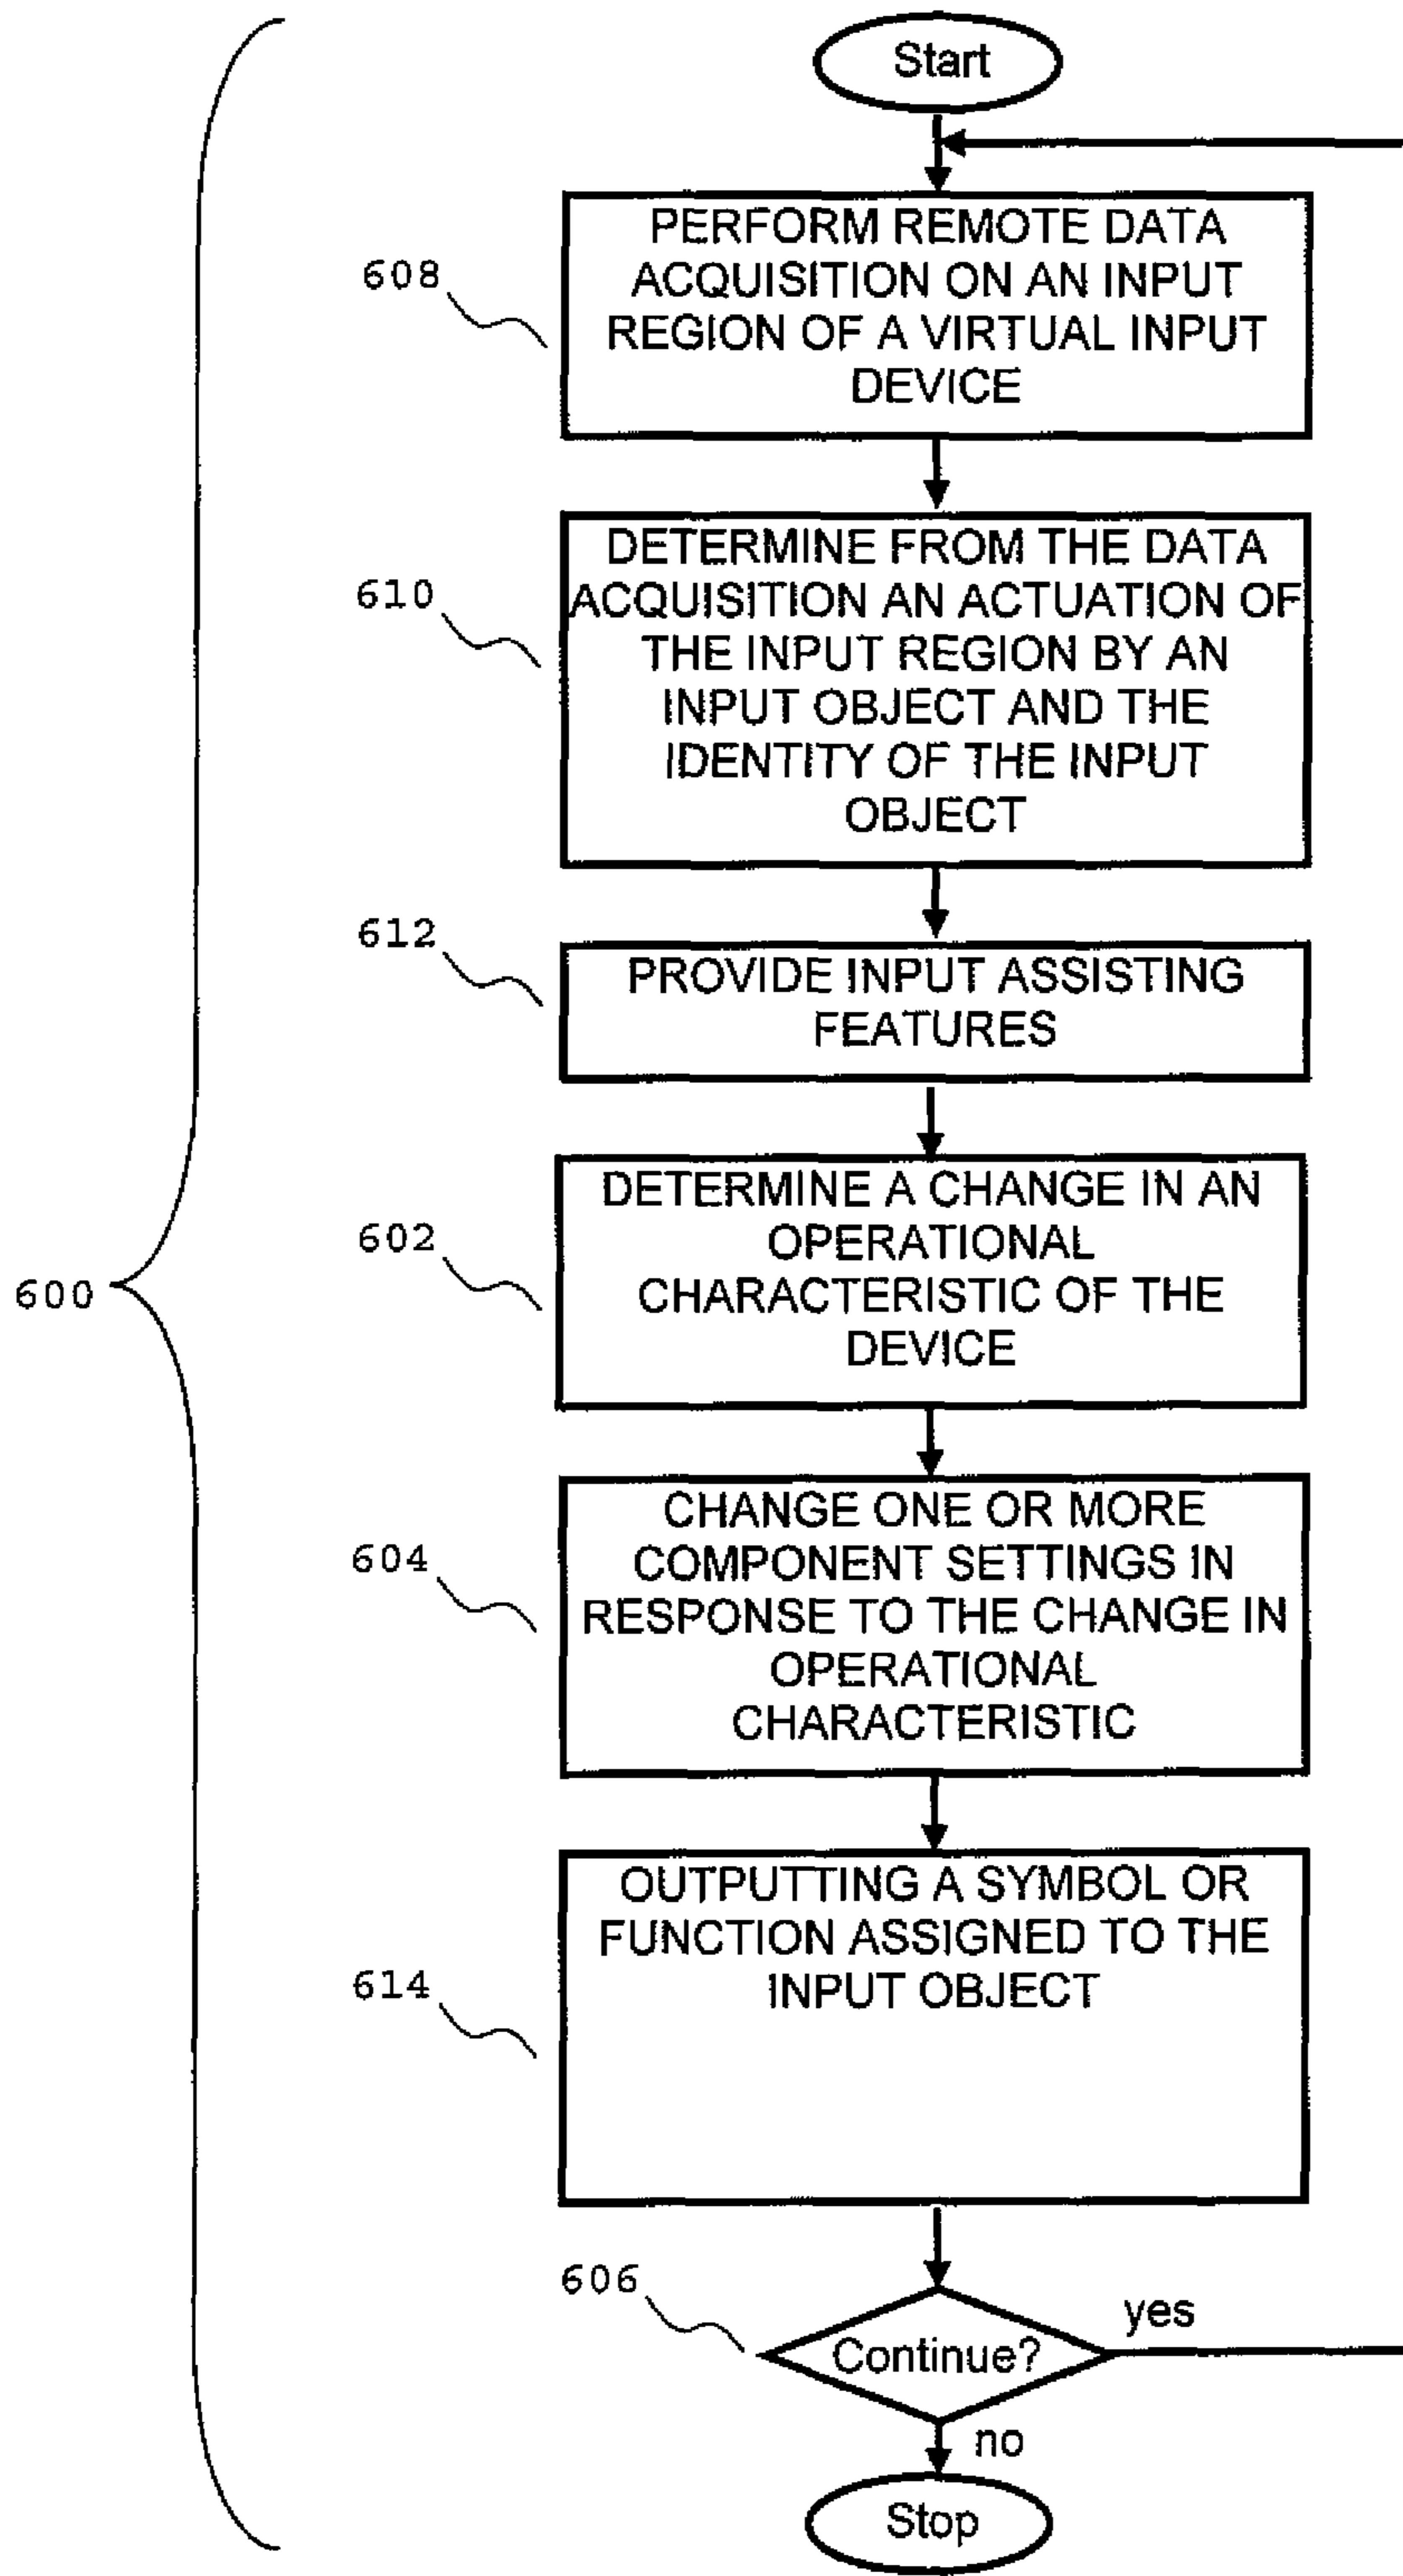 Start
608
PERFORM REMOTE DATA
ACQUISITION ON AN INPUT
REGION OF A VIRTUAL INPUT
DEVICE
610
DETERMINE FROM THE DATA
ACQUISITION AN ACTUATION OF
THE INPUT REGION BY AN
INPUT OBJECT AND THE
IDENTITY OF THE INPUT
OBJECT
612
PROVIDE INPUT ASSISTING
FEATURES
600
602
DETERMINE A CHANGE IN AN
OPERATIONAL
CHARACTERISTIC OF THE
DEVICE
604
CHANGE ONE OR MORE
COMPONENT SETTINGS IN
RESPONSE TO THE CHANGE IN
OPERATIONAL
CHARACTERISTIC
614
OUTPUTTING A SYMBOL OR
FUNCTION ASSIGNED TO THE
INPUT OBJECT
606
Continue?
yes
no
Stop